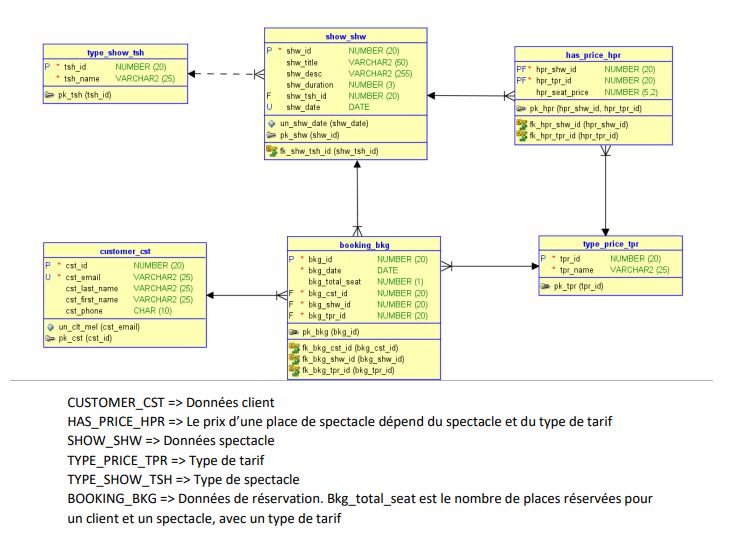 type_show_tsh
P * tsh_id NUMBER (20)
* tsh_name VARCHAR2 (25)
pk_tsh (tsh_id)
show_shw
P * shw_id NUMBER (20)
shw_title VARCHAR2 (50)
shw_desc VARCHAR2 (255)
shw_duration NUMBER (3)
F shw_tsh_id NUMBER (20)
U shw_date DATE
un_shw_date (shw_date)
pk_shw (shw_id)
fk_shw_tsh_id (shw_tsh_id)
has_price_hpr
PF* hpr_shw_id NUMBER (20)
PF* hpr_tpr_id NUMBER (20)
hpr_seat_price NUMBER (5,2)
pk_hpr (hpr_shw_id, hpr_tpr_id)
fk_hpr_shw_id (hpr_shw_id)
fk_hpr_tpr_id (hpr_tpr_id)
customer_cst
P * cst_id NUMBER (20)
U * cst_email VARCHAR2 (25)
cst_last_name VARCHAR2 (25)
cst_first_name VARCHAR2 (25)
cst_phone CHAR (10)
un_clt_mel (cst_email)
pk_cst (cst_id)
booking_bkg
P * bkg_id NUMBER (20)
* bkg_date DATE
bkg_total_seat NUMBER (1)
F * bkg_cst_id NUMBER (20)
F * bkg_shw_id NUMBER (20)
F * bkg_tpr_id NUMBER (20)
pk_bkg (bkg_id)
fk_bkg_cst_id (bkg_cst_id)
fk_bkg_shw_id (bkg_shw_id)
fk_bkg_tpr_id (bkg_tpr_id)
type_price_tpr
P * tpr_id NUMBER (20)
* tpr_name VARCHAR2 (25)
pk_tpr (tpr_id)
CUSTOMER_CST => Données client
HAS_PRICE_HPR => Le prix d’une place de spectacle dépend du spectacle et du type de tarif
SHOW_SHW => Données spectacle
TYPE_PRICE_TPR => Type de tarif
TYPE_SHOW_TSH => Type de spectacle
BOOKING_BKG => Données de réservation. Bkg_total_seat est le nombre de places réservées pour
un client et un spectacle, avec un type de tarif